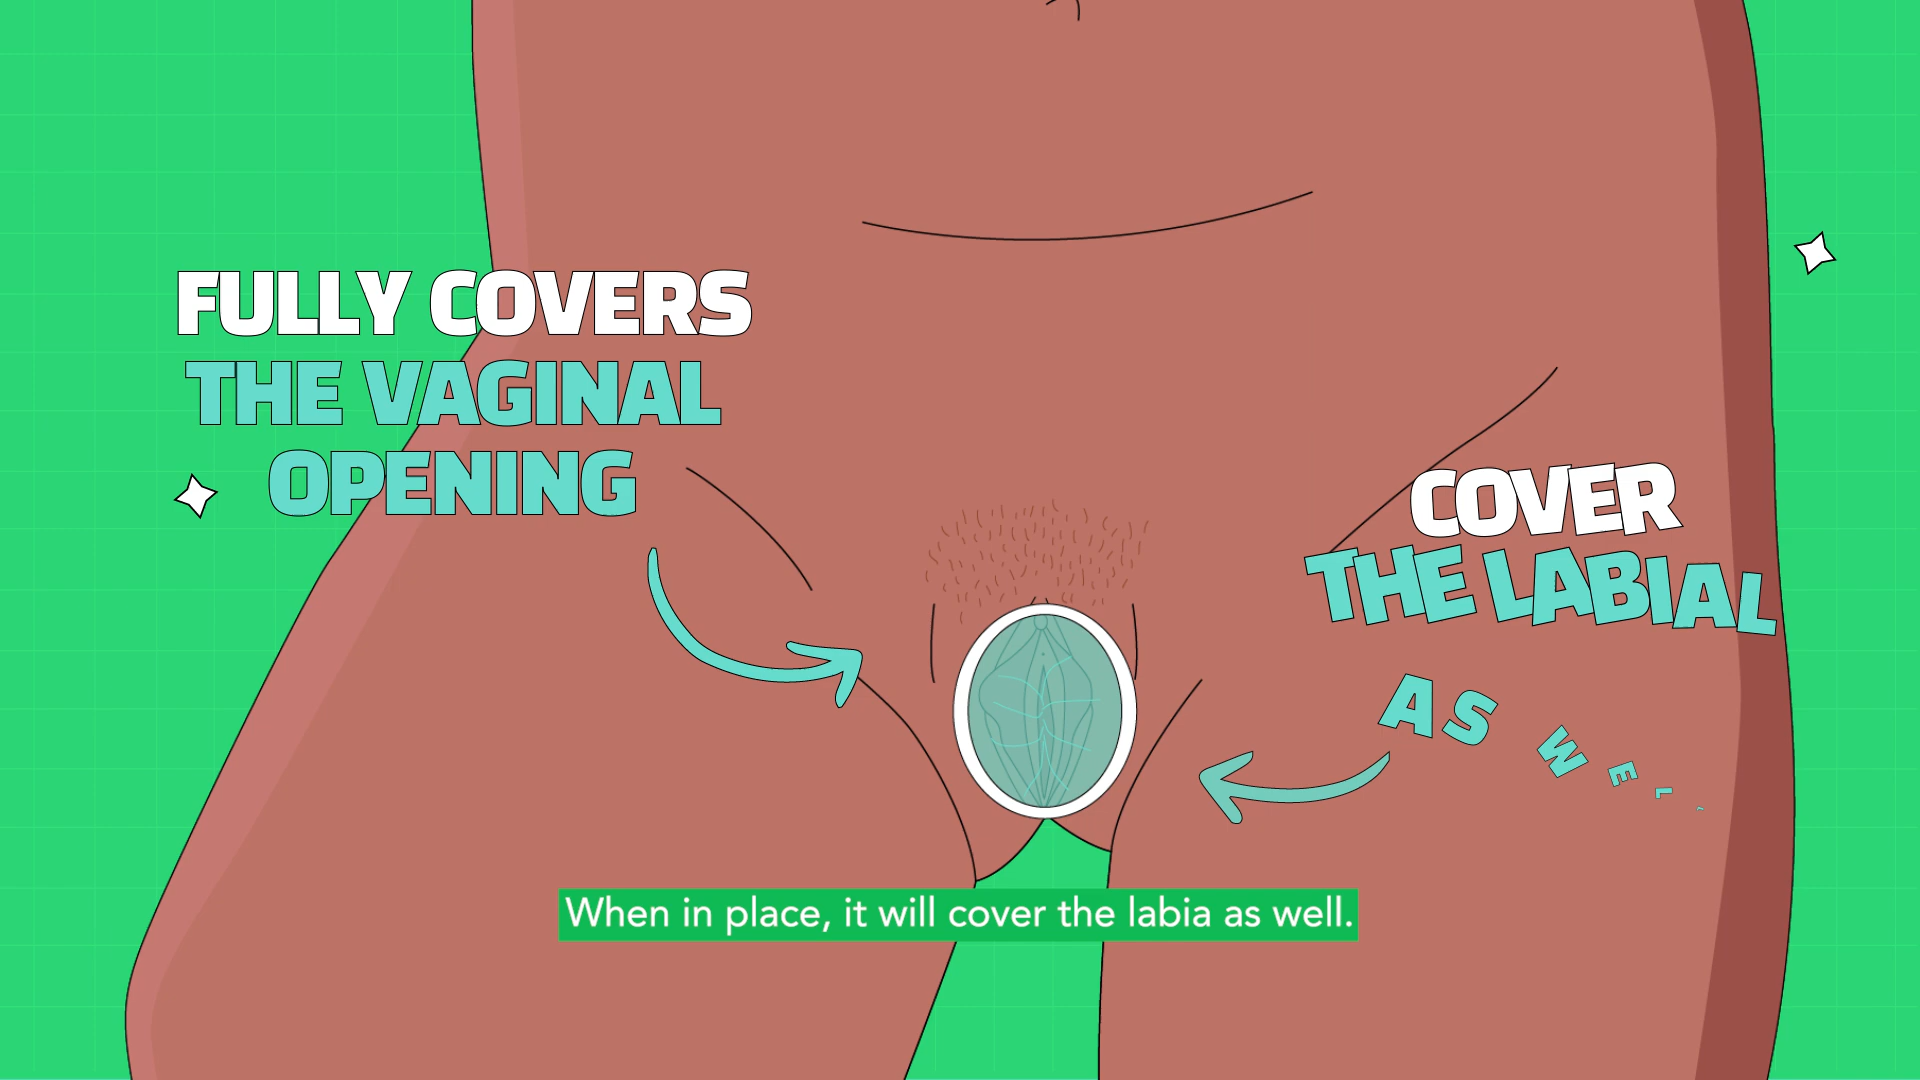 FULLY COVERS
THE VAGINAL
OPENING
COVER
THE LABIAL
AS WEL
When in place, it will cover the labia as well.